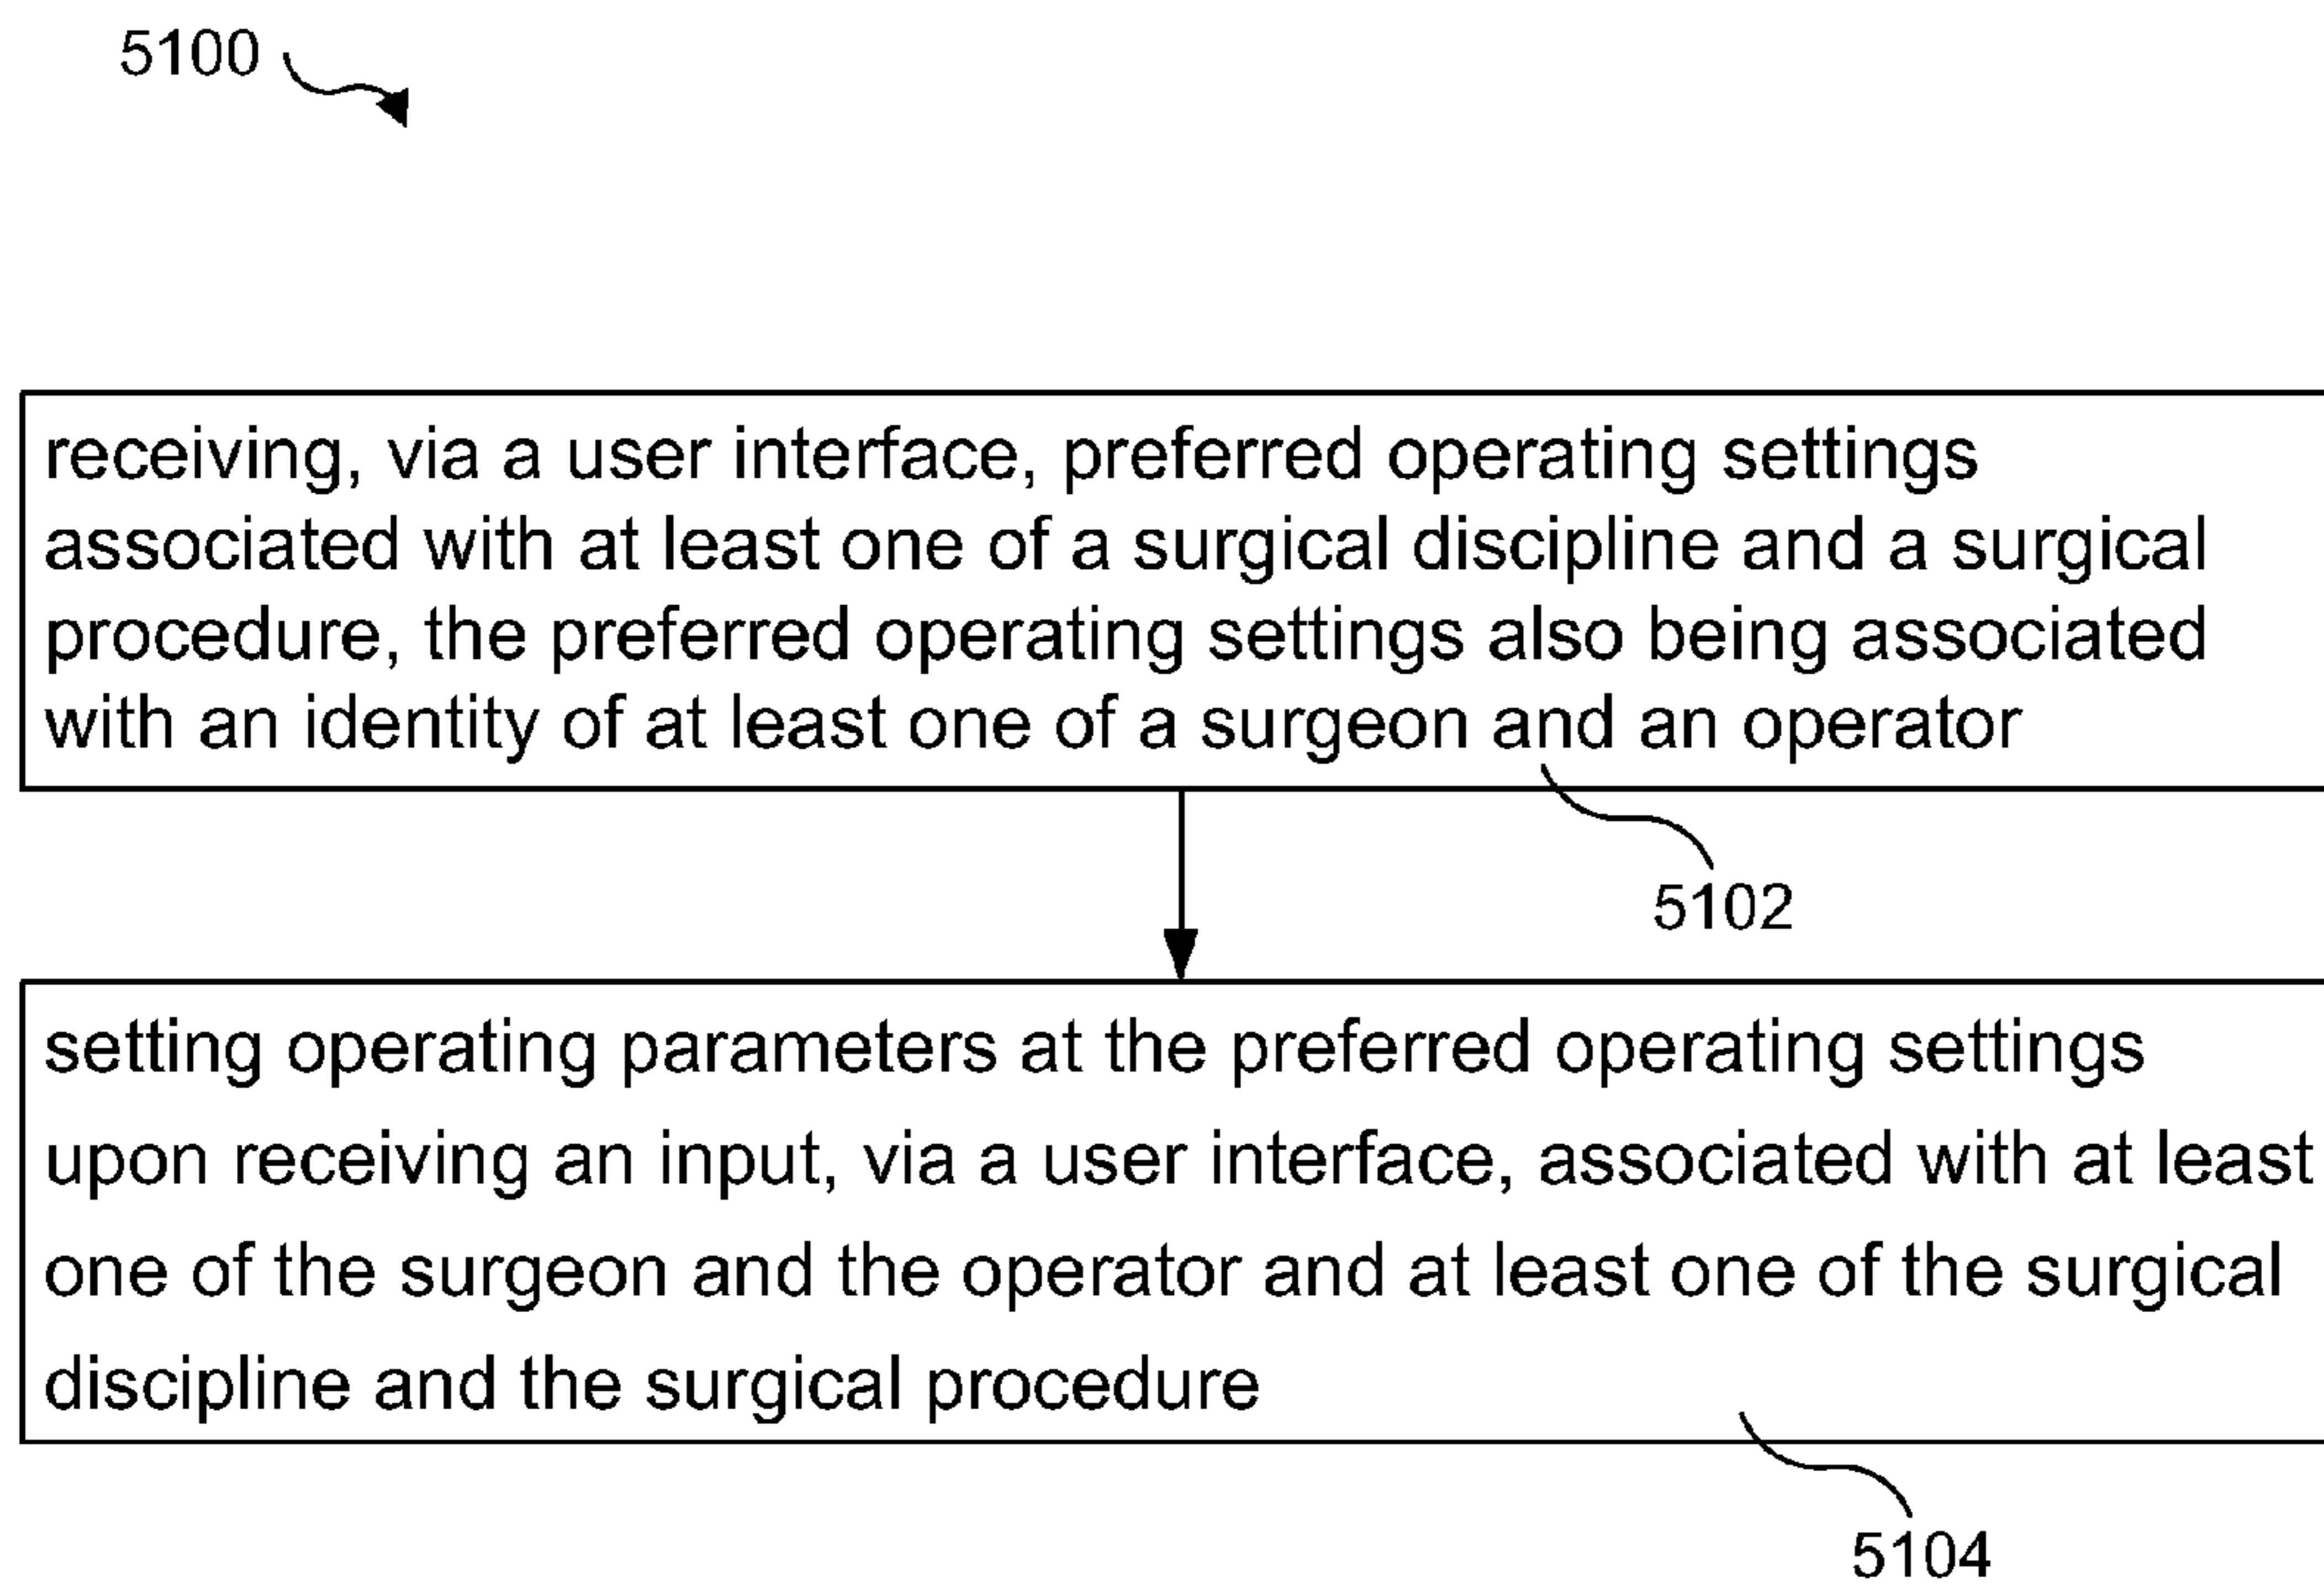 5100
receiving, via a user interface, preferred operating settings
associated with at least one of a surgical discipline and a surgical
procedure, the preferred operating settings also being associated
with an identity of at least one of a surgeon and an operator
5102
setting operating parameters at the preferred operating settings
upon receiving an input, via a user interface, associated with at least
one of the surgeon and the operator and at least one of the surgical
discipline and the surgical procedure
5104